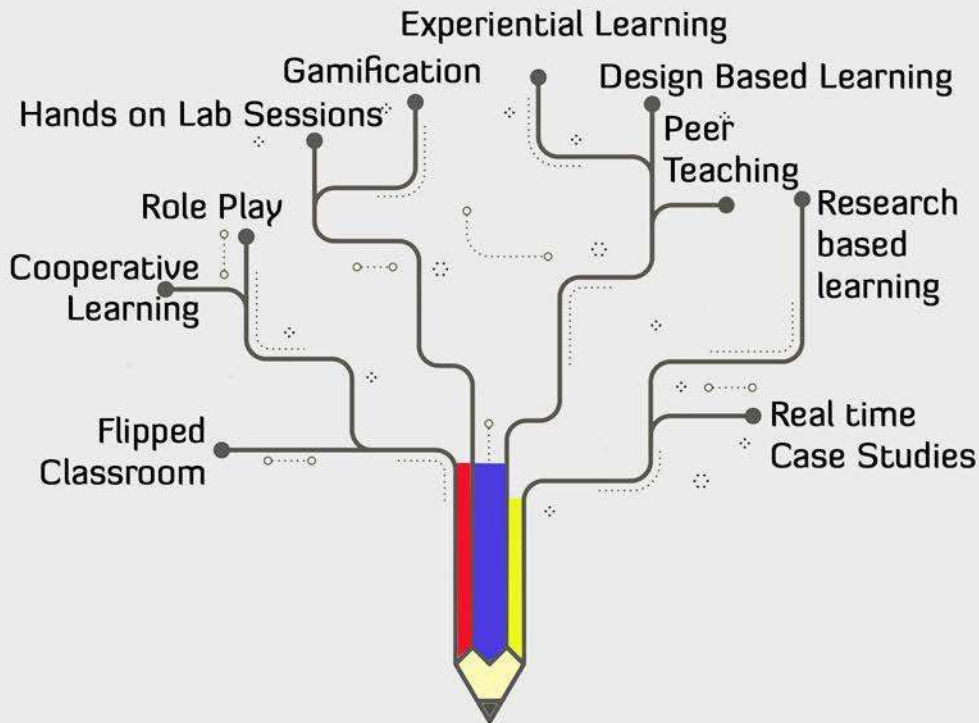 Experiential Learning
Gamification
Design Based Learning
Hands on Lab Sessions
Peer
Teaching
Role Play
Research
based
learning
Cooperative
Learning
Flipped
Classroom
Real time
Case Studies